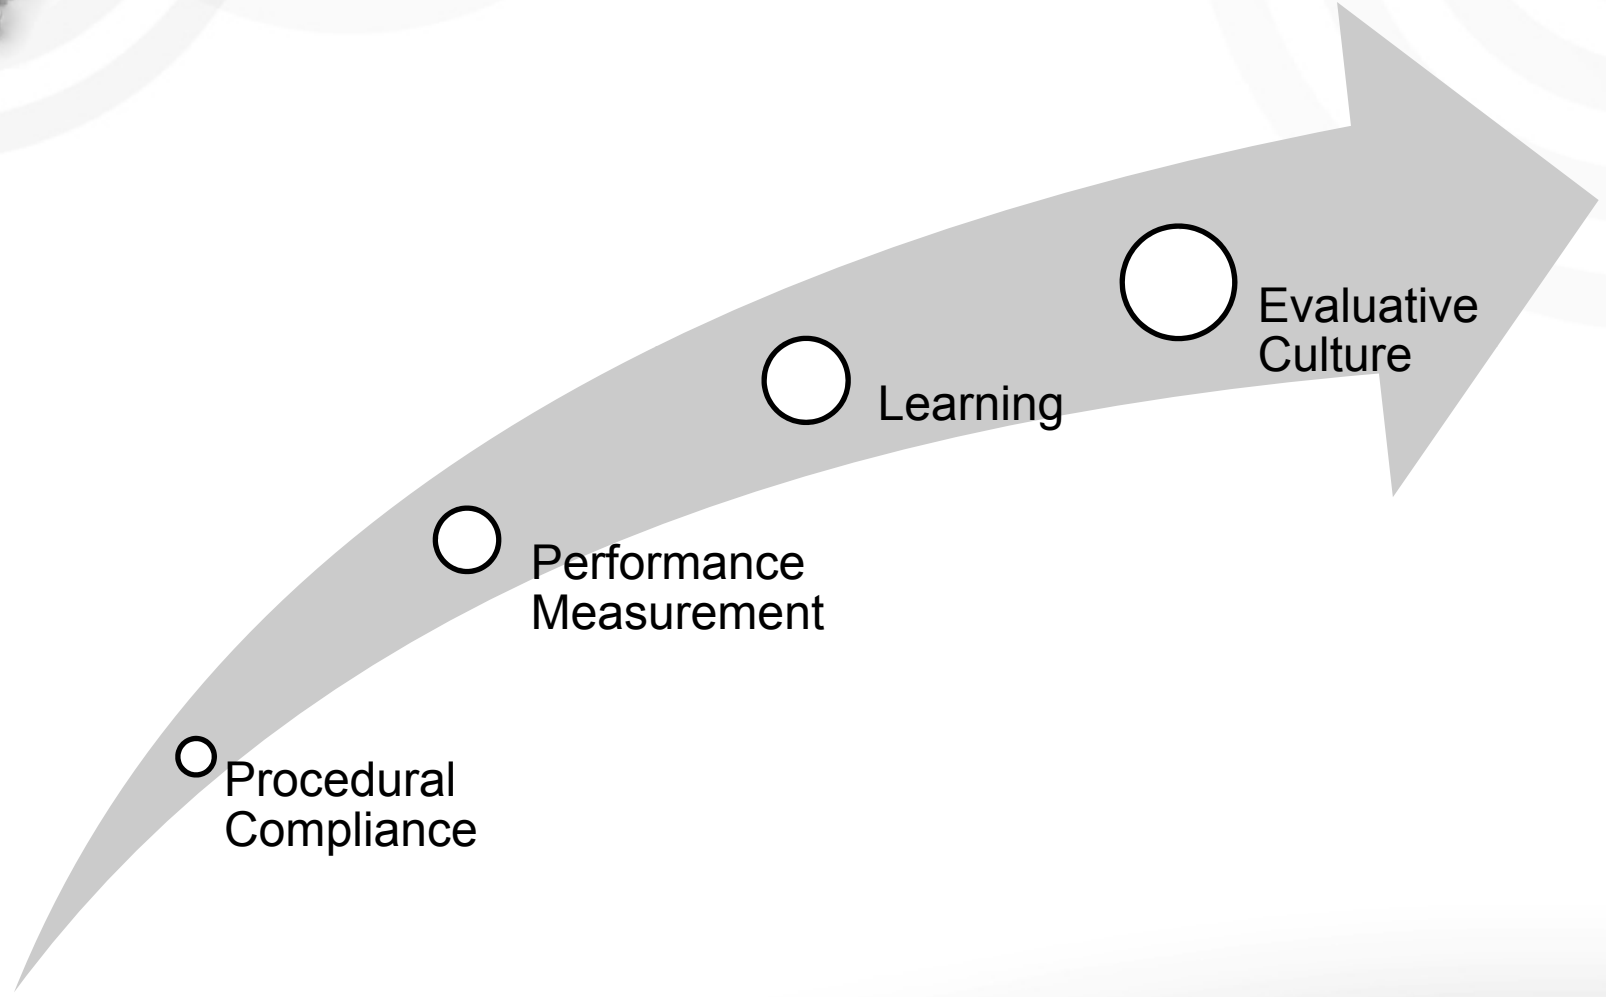 Evaluative
Culture
Learning
Performance
Measurement
Procedural
Compliance